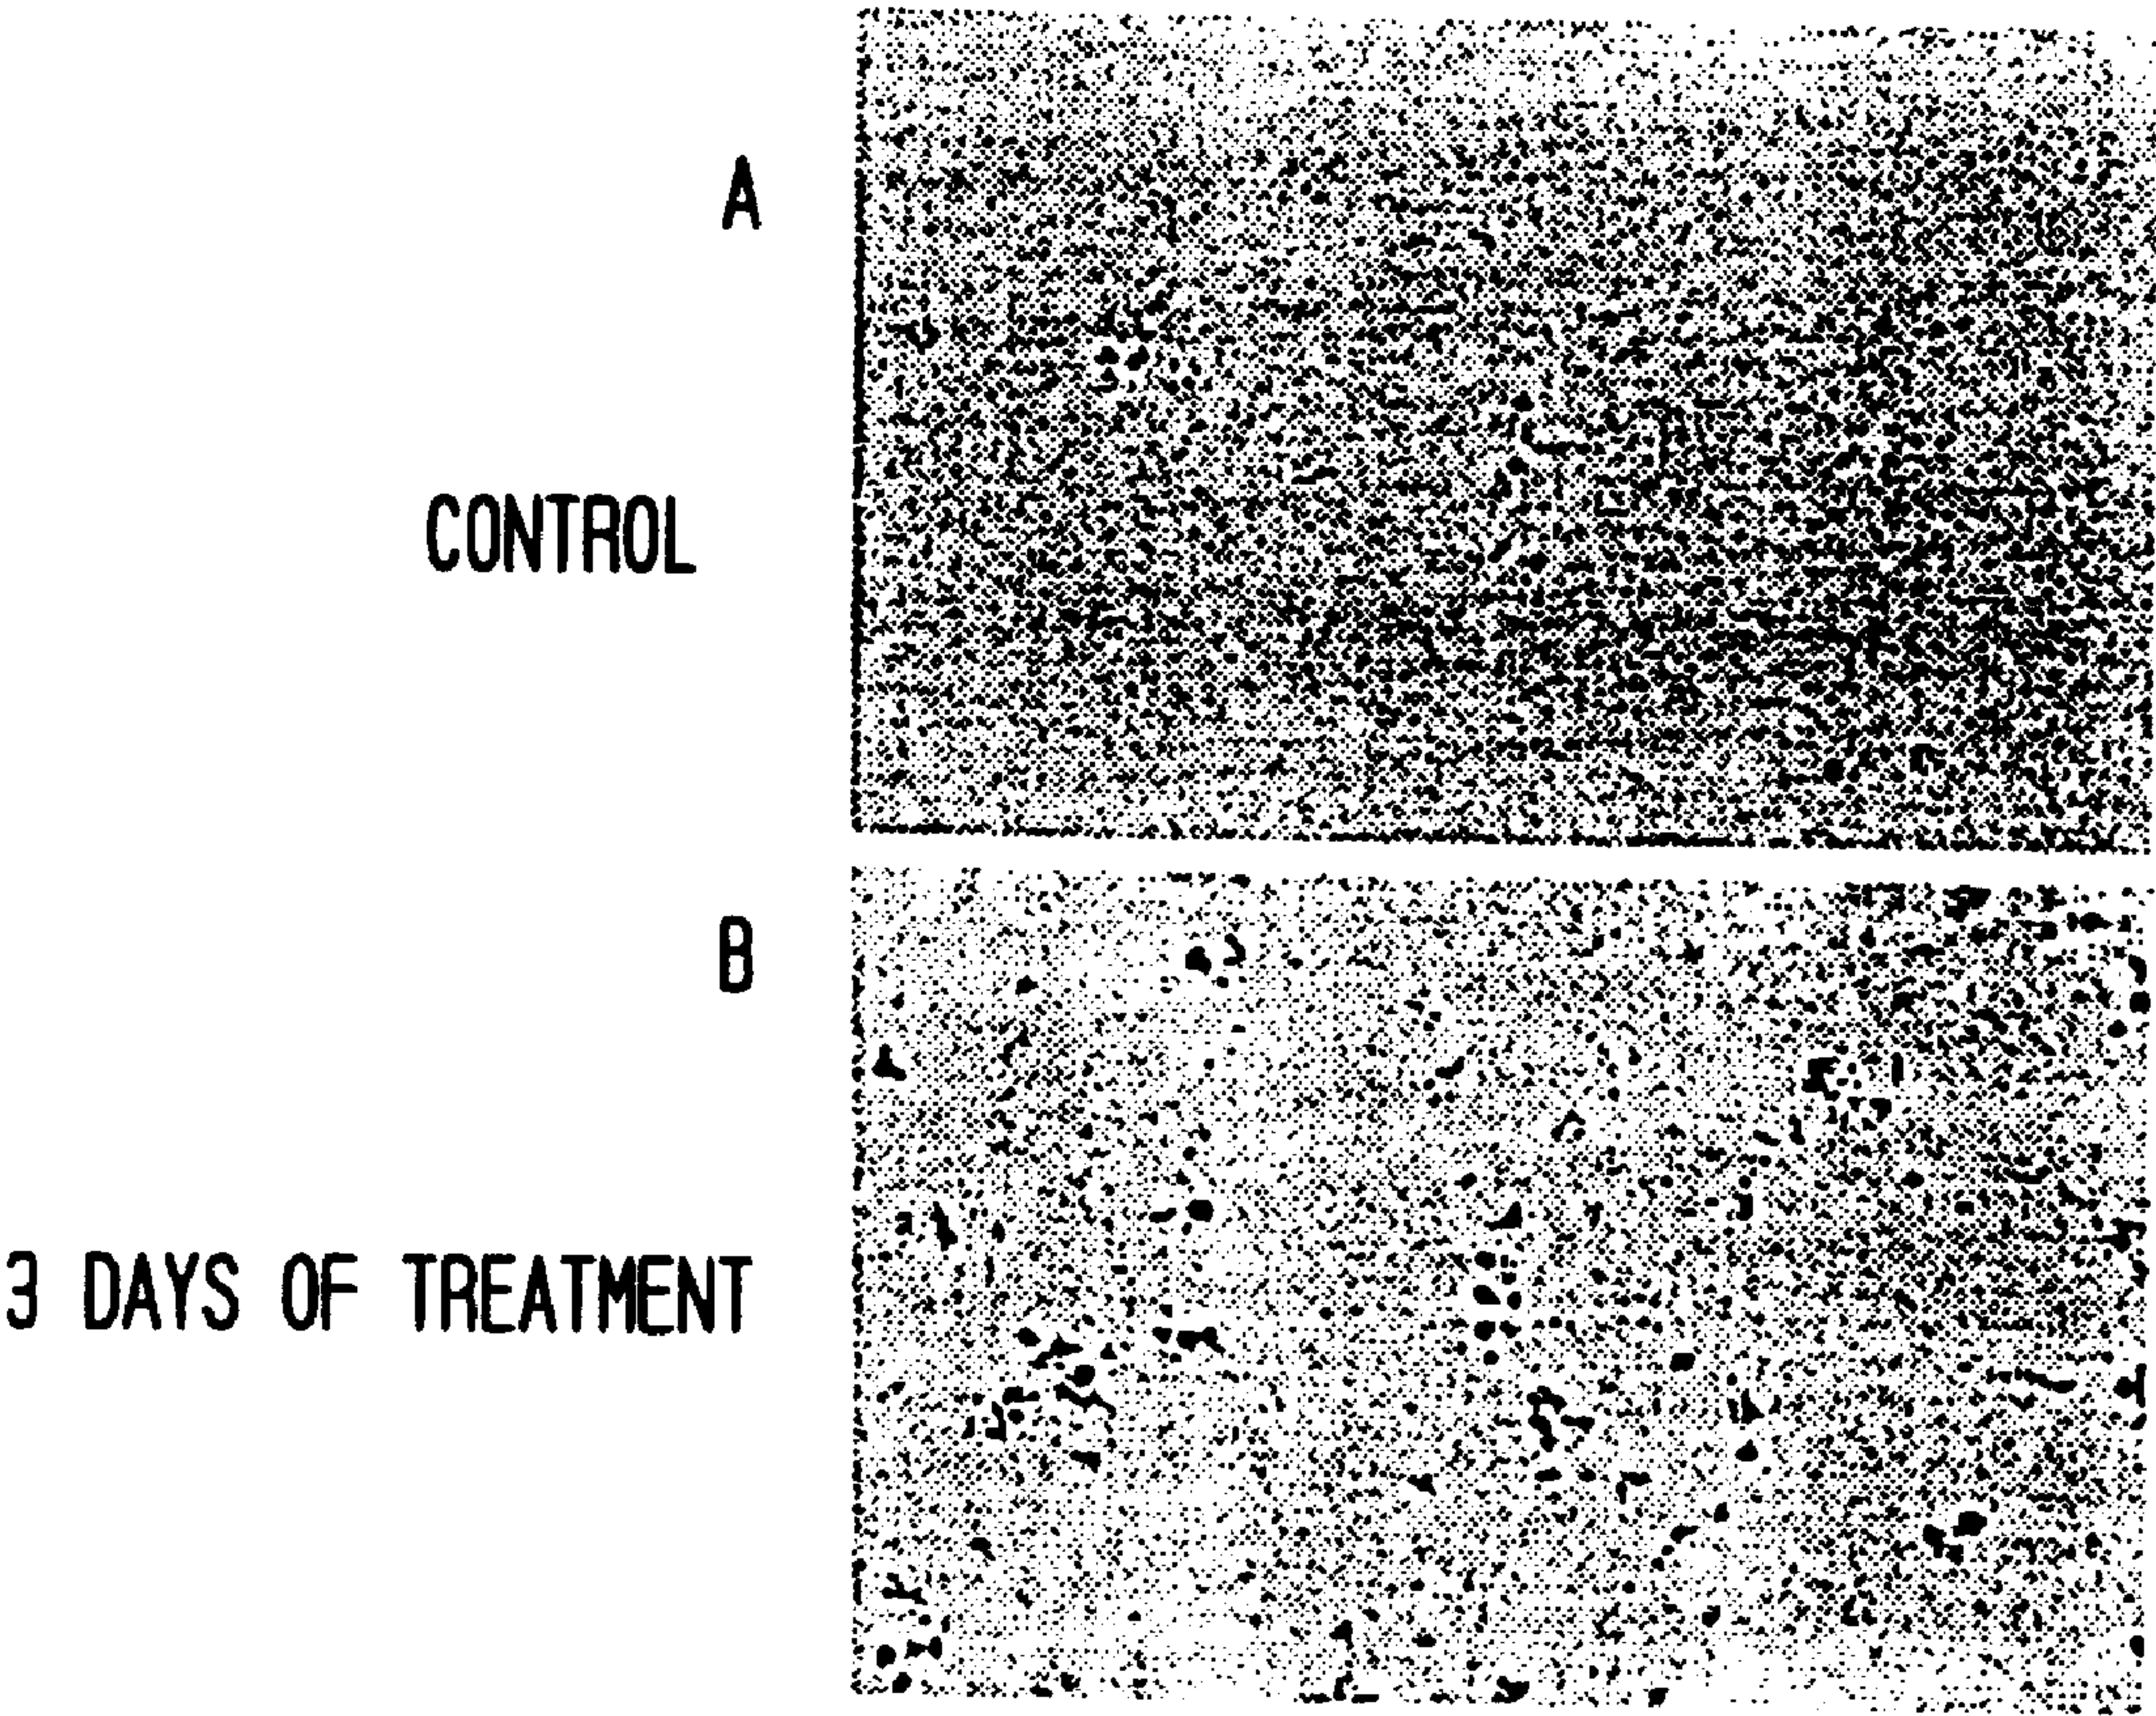 A
CONTROL
B
3 DAYS OF TREATMENT